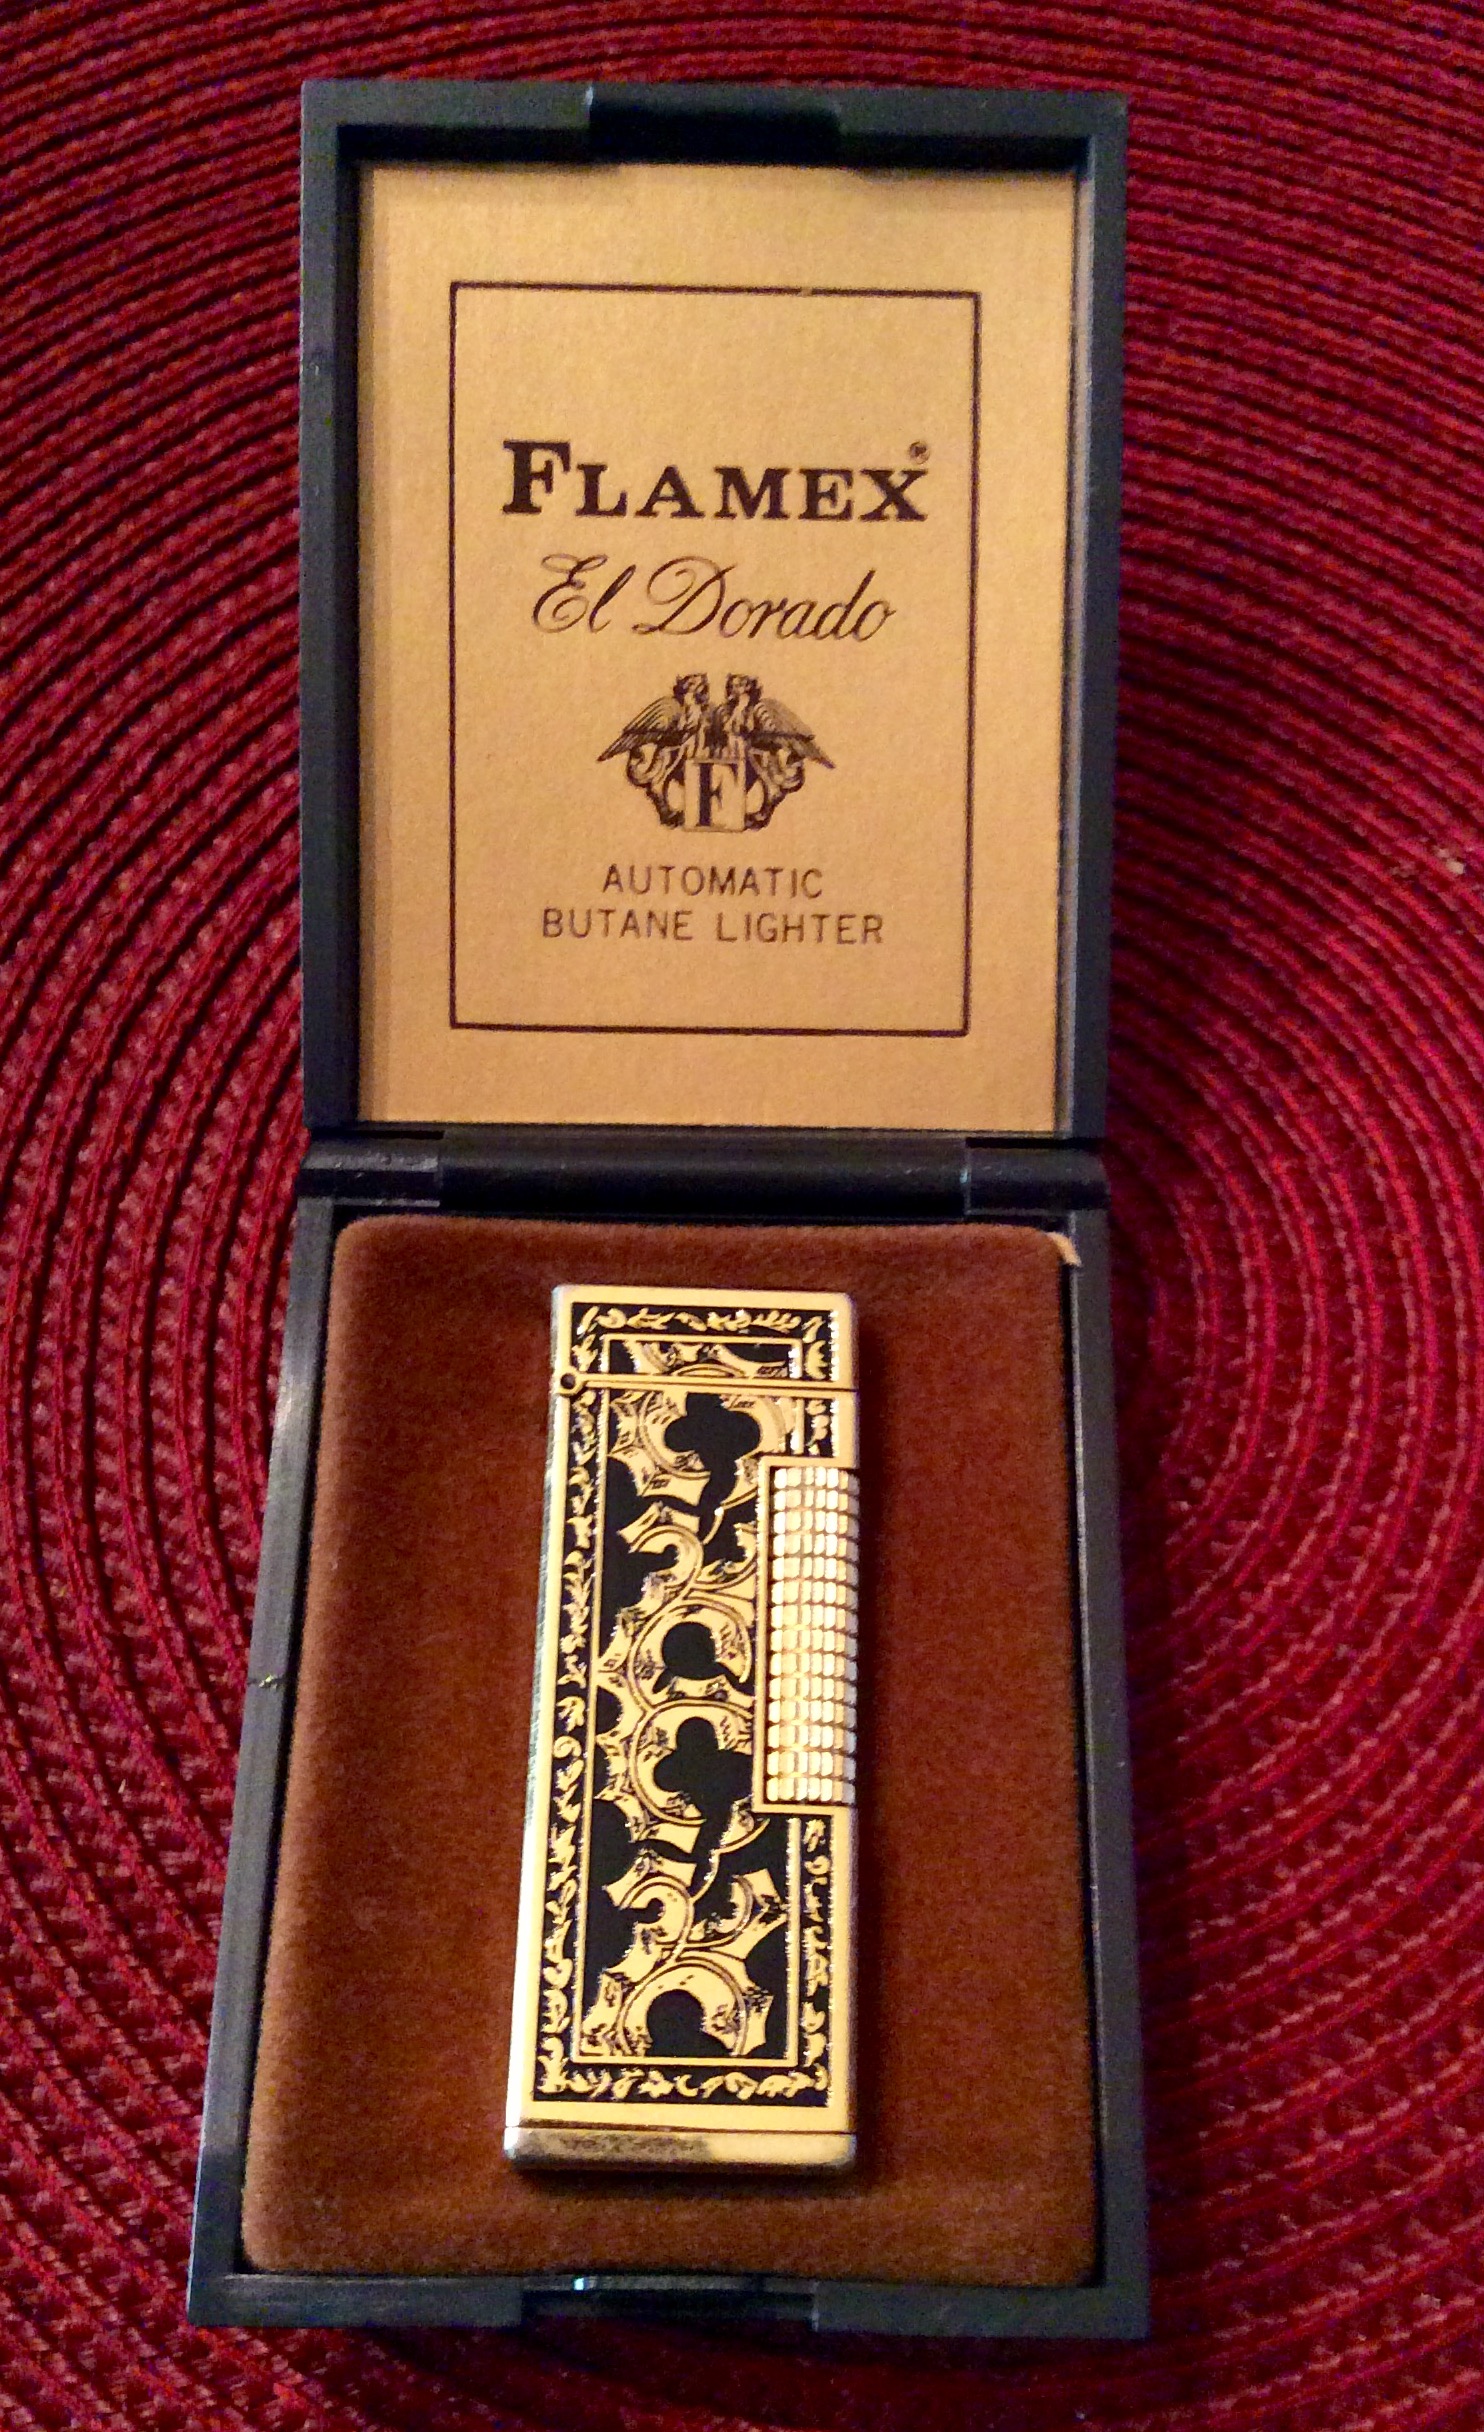 FLAMEX®
El Dorado
F
AUTOMATIC
BUTANE LIGHTER